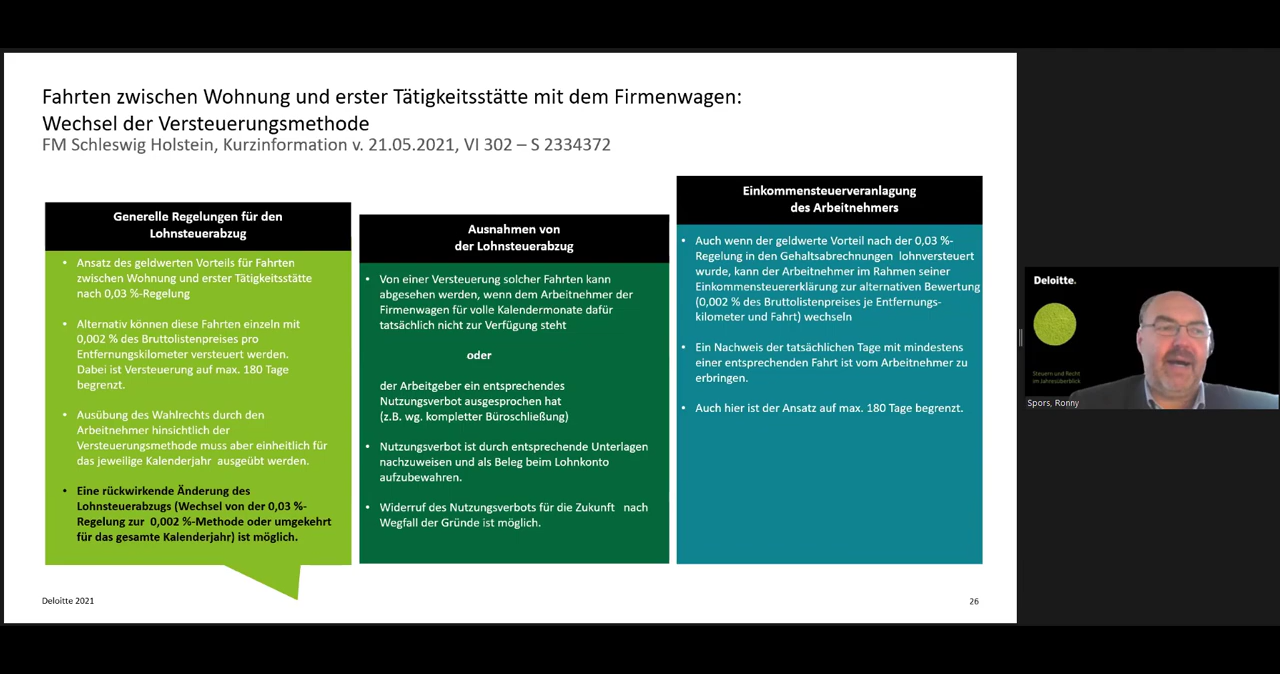 Fahrten zwischen Wohnung und erster Tätigkeitsstätte mit dem Firmenwagen:
Wechsel der Versteuerungsmethode
FM Schleswig Holstein, Kurzinformation v. 21.05.2021, VI 302 – S 2334372
Generelle Regelungen für den
Lohnsteuerabzug
• Ansatz des geldwerten Vorteils für Fahrten
zwischen Wohnung und erster Tätigkeitsstätte
nach 0,03 %-Regelung
• Alternativ können diese Fahrten einzeln mit
0,002 % des Bruttolistenpreises pro
Entfernungskilometer versteuert werden.
Dabei ist Versteuerung auf max. 180 Tage
begrenzt.
• Ausübung des Wahlrechts durch den
Arbeitnehmer hinsichtlich der
Versteuerungsmethode muss aber einheitlich für
das jeweilige Kalenderjahr ausgeübt werden.
• Eine rückwirkende Änderung des
Lohnsteuerabzugs (Wechsel von der 0,03 %-
Regelung zur 0,002 %-Methode oder umgekehrt
für das gesamte Kalenderjahr) ist möglich.
Ausnahmen von
der Lohnsteuerabzug
• Von einer Versteuerung solcher Fahrten kann
abgesehen werden, wenn dem Arbeitnehmer der
Firmenwagen für volle Kalendermonate dafür
tatsächlich nicht zur Verfügung steht
oder
der Arbeitgeber ein entsprechendes
Nutzungsverbot ausgesprochen hat
(z.B. wg. kompletter Büroschließung)
• Nutzungsverbot ist durch entsprechende Unterlagen
nachzuweisen und als Beleg beim Lohnkonto
aufzubewahren.
• Widerruf des Nutzungsverbots für die Zukunft nach
Wegfall der Gründe ist möglich.
Einkommensteuerveranlagung
des Arbeitnehmers
• Auch wenn der geldwerte Vorteil nach der 0,03 %-
Regelung in den Gehaltsabrechnungen lohnversteuert
wurde, kann der Arbeitnehmer im Rahmen seiner
Einkommensteuererklärung zur alternativen Bewertung
(0,002 % des Bruttolistenpreises je Entfernungs-
kilometer und Fahrt) wechseln
• Ein Nachweis der tatsächlichen Tage mit mindestens
einer entsprechenden Fahrt ist vom Arbeitnehmer zu
erbringen.
• Auch hier ist der Ansatz auf max. 180 Tage begrenzt.
Deloitte 2021
26
Deloitte.
Steuern und Recht
im Jahresüberblick
Spors, Ronny